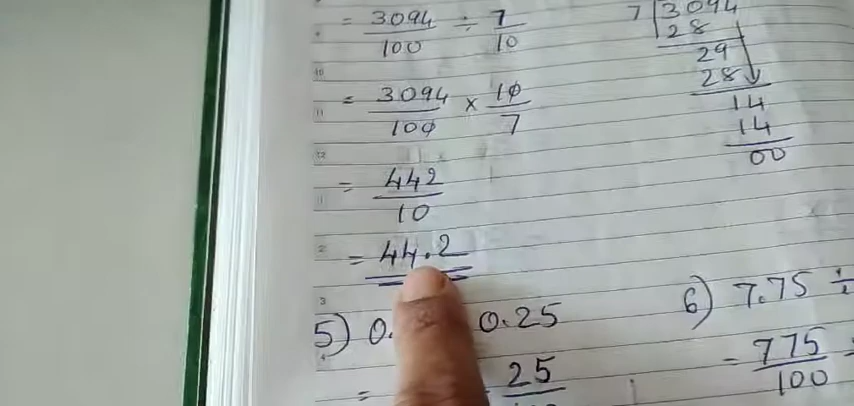 = 3094/100 ÷ 7/10
= 3094/100 × 10/7
= 442/10
= 44.2
7 3094
28
29
28
14
14
00
5) 0. 0.25
= 25
6) 7.75 ÷
= 775/100 ÷